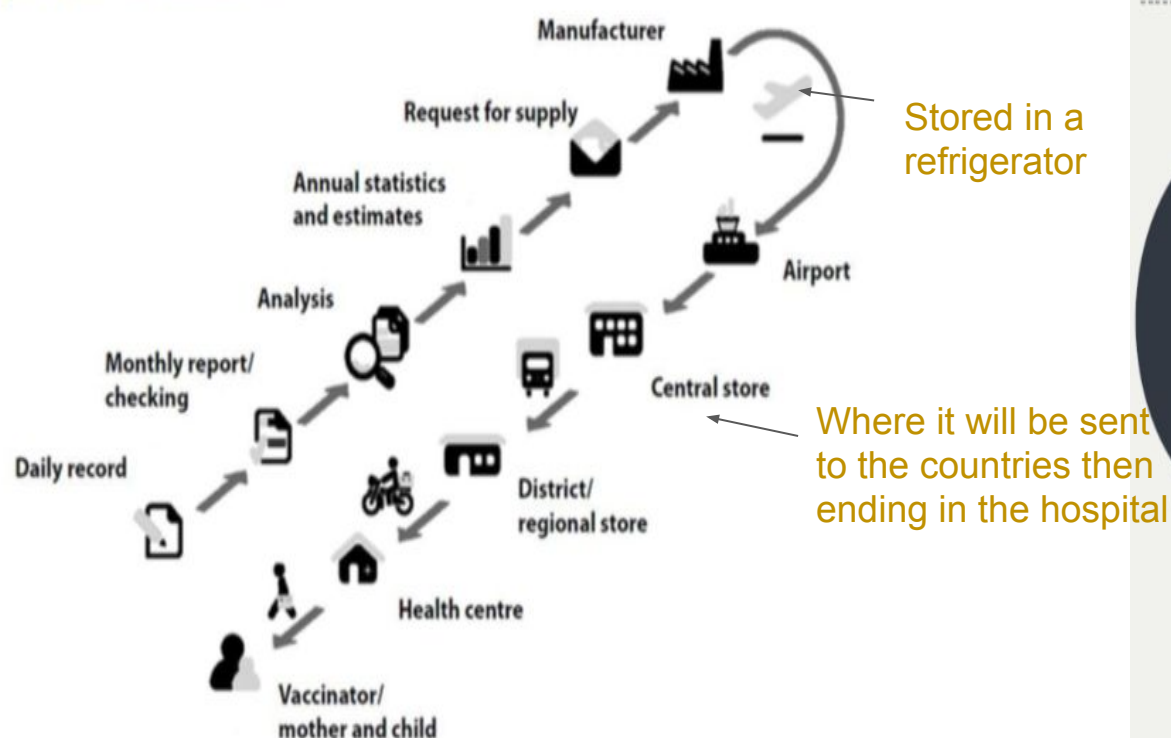 Manufacturer
Request for supply
Stored in a
refrigerator
Annual statistics
and estimates
Airport
Analysis
Monthly report/
checking
Central store
Where it will be sent
to the countries then
ending in the hospital
Daily record
District/
regional store
Health centre
Vaccinator/
mother and child